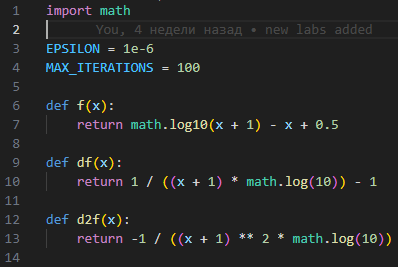 1 import math
2 You, 4 недели назад • new labs added
3 EPSILON = 1e-6
4 MAX_ITERATIONS = 100
5
6 def f(x):
7     return math.log10(x + 1) - x + 0.5
8
9 def df(x):
10     return 1 / ((x + 1) * math.log(10)) - 1
11
12 def d2f(x):
13     return -1 / ((x + 1) ** 2 * math.log(10))
14